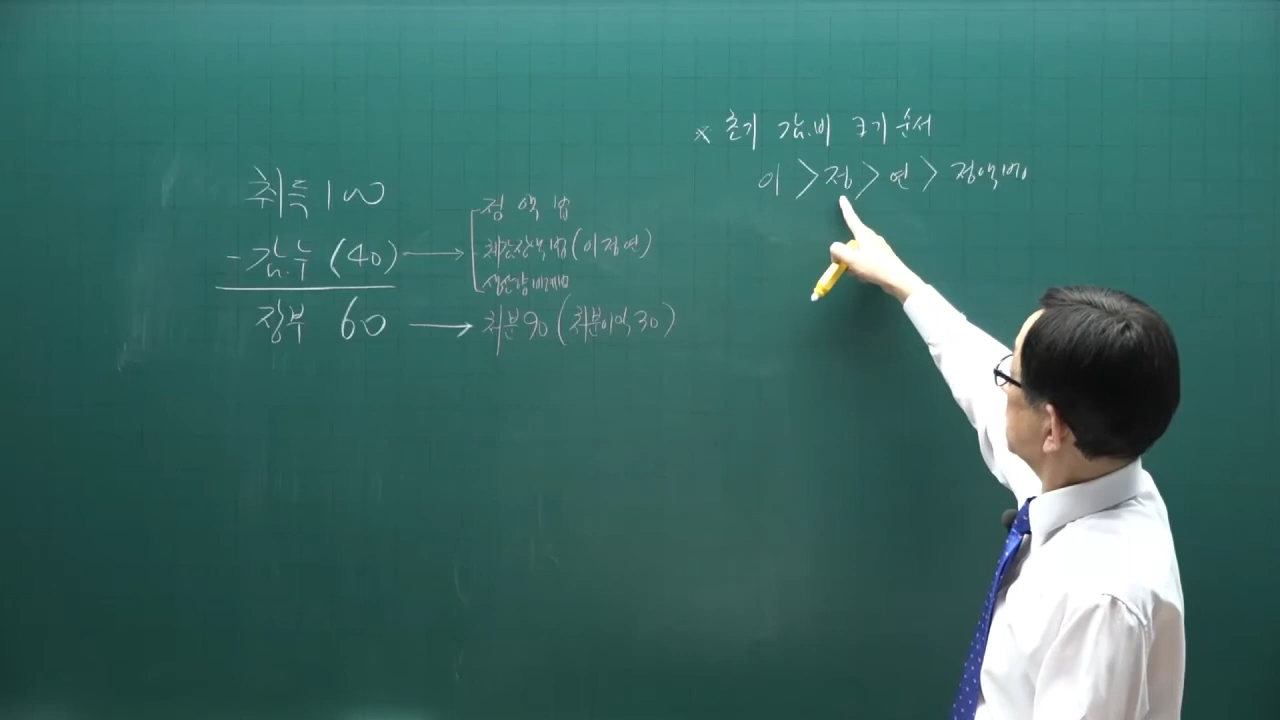 취득 100
- 감.누 (40) → 정액법
체감잔액법 (이정연)
생산량비례법
장부 60 → 처분 90 (처분이익 30)
※ 초기 감.비 크기순서
이 > 정 > 연 > 정액법